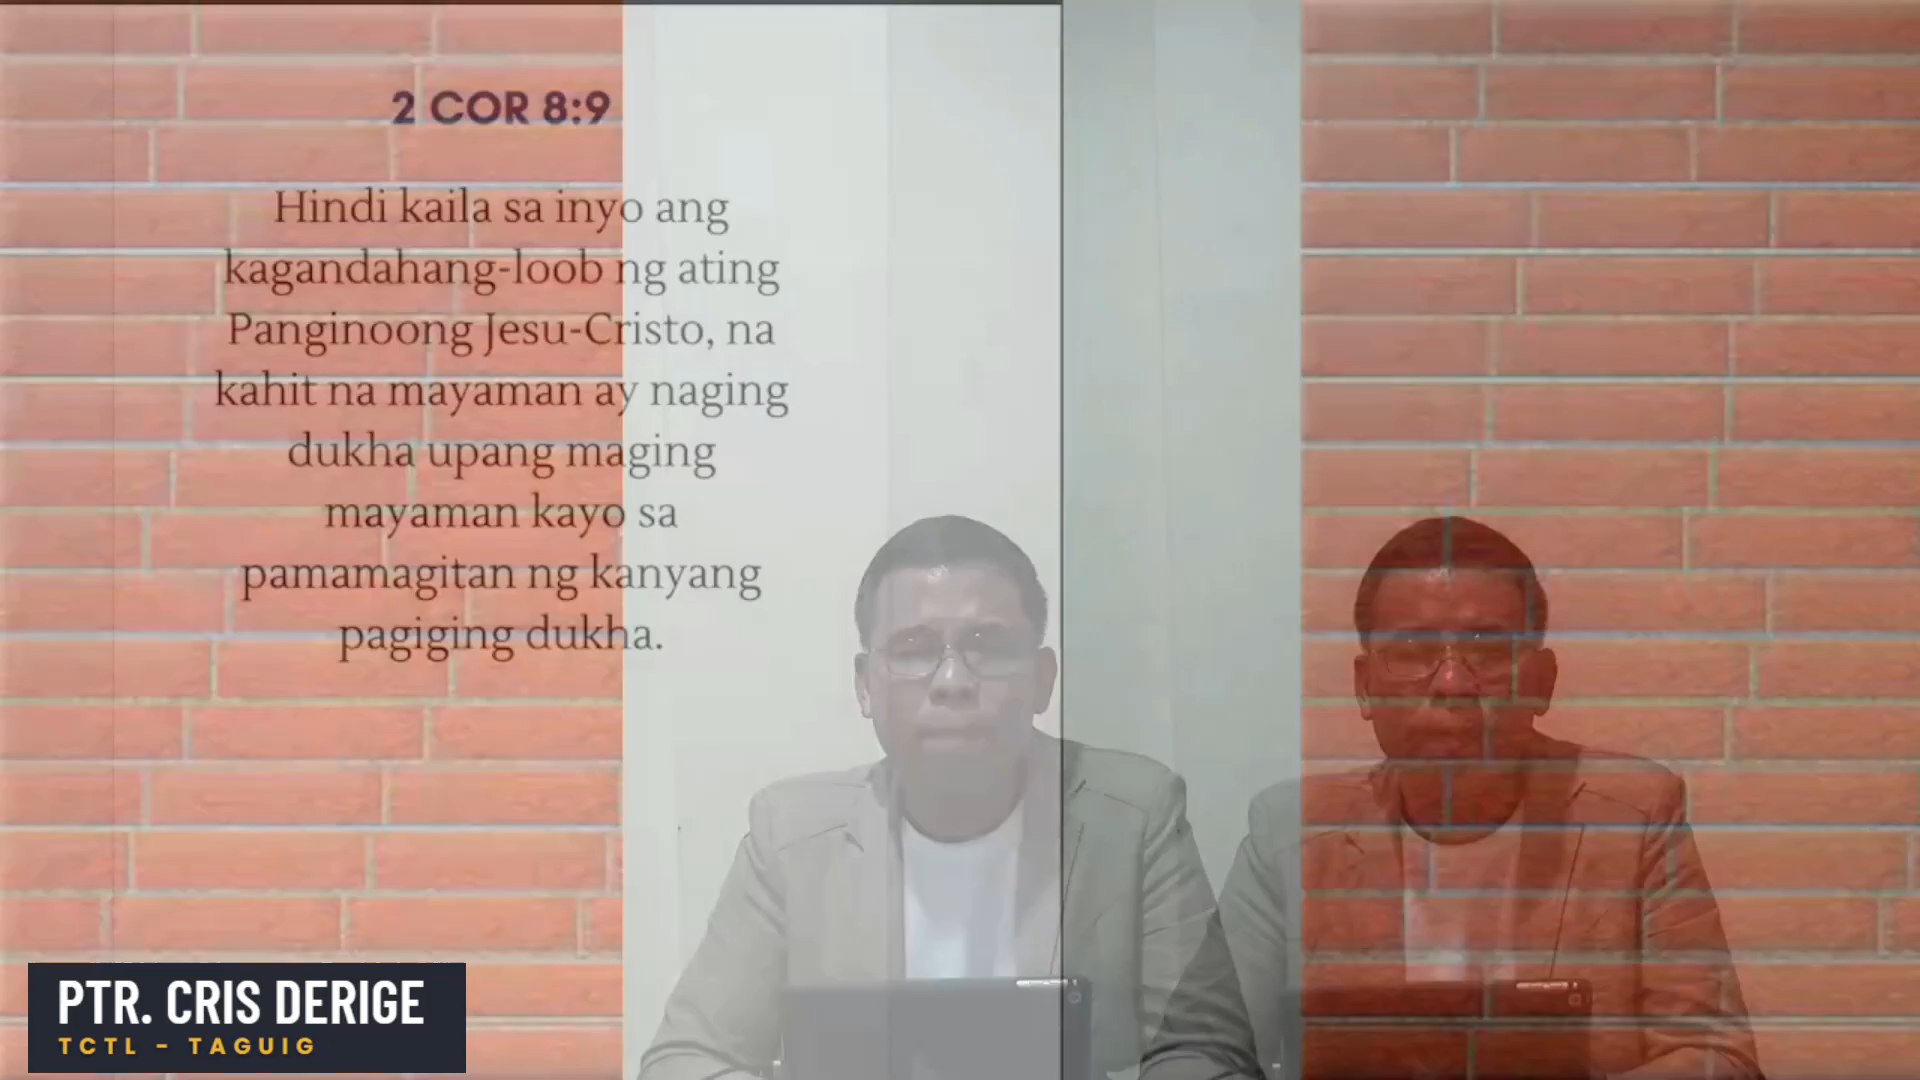 2 COR 8:9
Hindi kaila sa inyo ang
kagandahang-loob ng ating
Panginoong Jesu-Cristo, na
kahit na mayaman ay naging
dukha upang maging
mayaman kayo sa
pamamagitan ng kanyang
pagiging dukha.
PTR. CRIS DERIGE
TCTL - TAGUIG